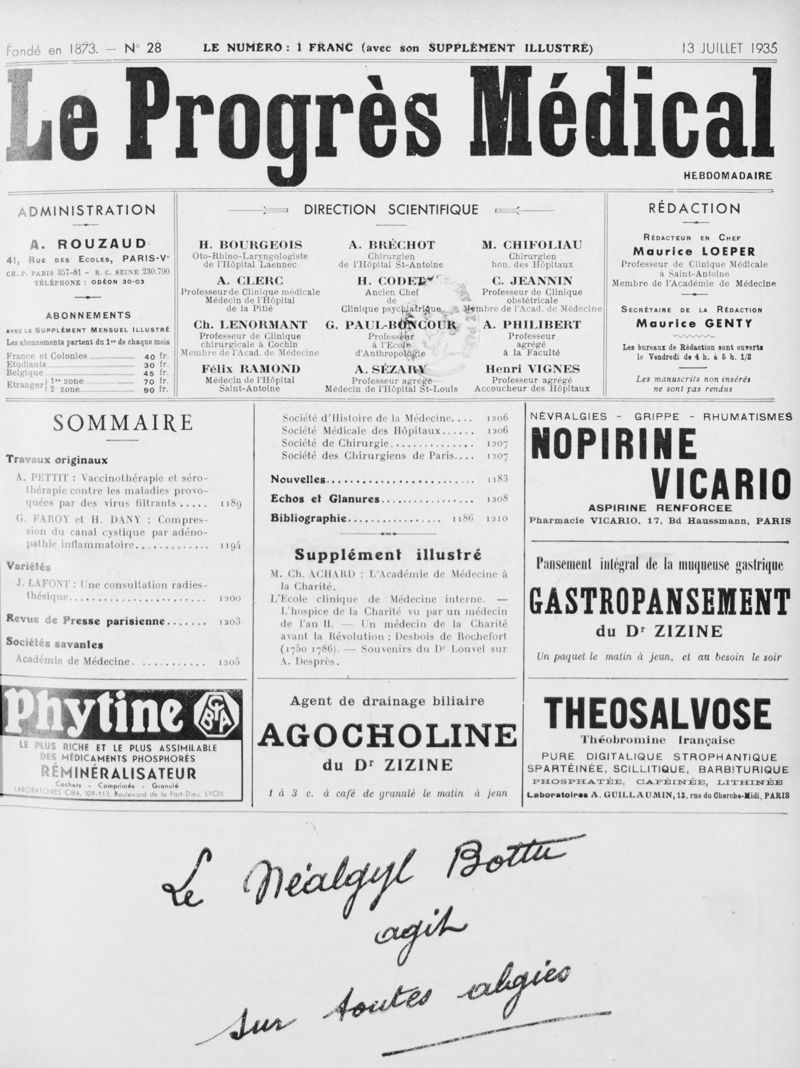 Fondé en 1873. — N° 28
LE NUMÉRO : 1 FRANC (avec son SUPPLÉMENT ILLUSTRÉ)
13 JUILLET 1935
Le Progrès Médical
HEBDOMADAIRE
ADMINISTRATION
A. ROUZAUD
41, RUE DES ECOLES, PARIS-Vᵉ
CH. P. PARIS 357-81 - R. C. SEINE 230.790
TÉLÉPHONE : ODÉON 30-03
ABONNEMENTS
AVEC LE SUPPLÉMENT MENSUEL ILLUSTRÉ
Les abonnements partent du 1ᵉʳ de chaque mois
France et Colonies 40 fr.
Etudiants 30 fr.
Belgique 45 fr.
Etranger 1ʳᵉ zone 70 fr.
2ᵉ zone 90 fr.
DIRECTION SCIENTIFIQUE
H. BOURGEOIS
Oto-Rhino-Laryngologiste
de l'Hôpital Laennec
A. BRÉCHOT
Chirurgien
de l'Hôpital St-Antoine
M. CHIFOLIAU
Chirurgien
hon. des Hôpitaux
A. CLERC
Professeur de Clinique médicale
Médecin de l'Hôpital
de la Pitié
H. CODET
Ancien Chef
de
Clinique psychiatrique
C. JEANNIN
Professeur de Clinique
obstétricale
Membre de l'Acad. de Médecine
Ch. LENORMANT
Professeur de Clinique
chirurgicale à Cochin
Membre de l'Acad. de Médecine
G. PAUL-BONCOUR
Professeur
à l'Ecole
d'Anthropologie
A. PHILIBERT
Professeur
agrégé
à la Faculté
Félix RAMOND
Médecin de l'Hôpital
Saint-Antoine
A. SÉZARY
Professeur agrégé
Médecin de l'Hôpital St-Louis
Henri VIGNES
Professeur agrégé
Accoucheur des Hôpitaux
RÉDACTION
RÉDACTEUR EN CHEF
Maurice LOEPER
Professeur de Clinique Médicale
à Saint-Antoine
Membre de l'Académie de Médecine
SECRÉTAIRE DE LA RÉDACTION
Maurice GENTY
Les bureaux de Rédaction sont ouverts
le Vendredi de 4 h. à 5 h. 1/2
Les manuscrits non insérés
ne sont pas rendus
SOMMAIRE
Travaux originaux
A. PETTIT : Vaccinothérapie et séro-
thérapie contre les maladies provo-
quées par des virus filtrants ..... 1189
G. FAROY et H. DANY : Compres-
sion du canal cystique par adéno-
pathie inflammatoire ............ 1194
Variétés
J. LAFONT : Une consultation radies-
thésique ...................... 1200
Revue de Presse parisienne ....... 1203
Sociétés savantes
Académie de Médecine. ........... 1205
Société d'Histoire de la Médecine.... 1206
Société Médicale des Hôpitaux...... 1206
Société de Chirurgie.............. 1207
Société des Chirurgiens de Paris.... 1207
Nouvelles....................... 1183
Echos et Glanures............... 1208
Bibliographie ................ 1186 1210
Supplément illustré
M. Ch. ACHARD : L'Académie de Médecine à
la Charité.
L'Ecole clinique de Médecine interne. —
L'hospice de la Charité vu par un médecin
de l'an II. — Un médecin de la Charité
avant la Révolution : Desbois de Rochefort
(1750 1786). — Souvenirs du Dʳ Louvel sur
A. Desprès.
NÉVRALGIES - GRIPPE - RHUMATISMES
NOPIRINE
VICARIO
ASPIRINE RENFORCEE
Pharmacie VICARIO, 17, Bd Haussmann, PARIS
Pansement intégral de la muqueuse gastrique
GASTROPANSEMENT
du Dʳ ZIZINE
Un paquet le matin à jeun, et au besoin le soir
Phytine CIBA
LE PLUS RICHE ET LE PLUS ASSIMILABLE
DES MÉDICAMENTS PHOSPHORÉS
RÉMINÉRALISATEUR
Cachets - Comprimés - Granulé
LABORATOIRES CIBA, 109-113, Boulevard de la Part-Dieu, LYON
Agent de drainage biliaire
AGOCHOLINE
du Dʳ ZIZINE
1 à 3 c. à café de granulé le matin à jeun
THEOSALVOSE
Théobromine française
PURE DIGITALIQUE STROPHANTIQUE
SPARTÉINÉE, SCILLITIQUE, BARBITURIQUE
PHOSPHATÉE, CAFÉINÉE, LITHINÉE
Laboratoires A. GUILLAUMIN, 13, rue du Cherche-Midi, PARIS
Le Néalgyl Bottu
agit
sur toutes algies